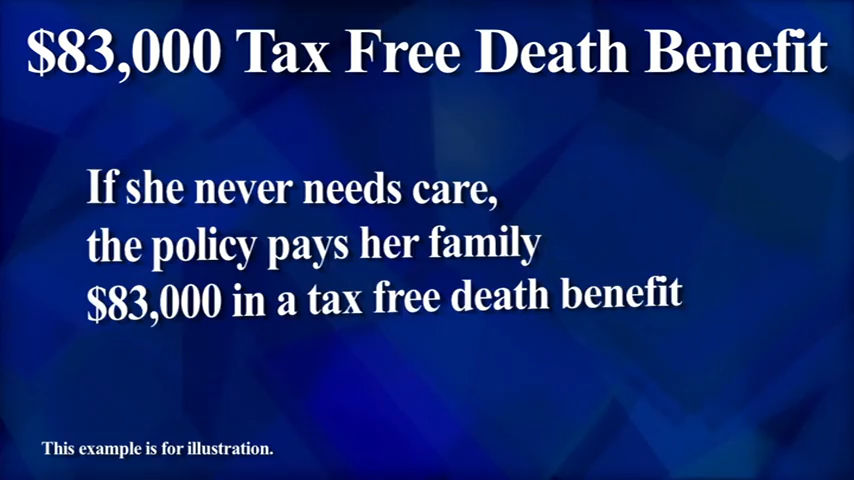 $83,000 Tax Free Death Benefit
If she never needs care,
the policy pays her family
$83,000 in a tax free death benefit
This example is for illustration.